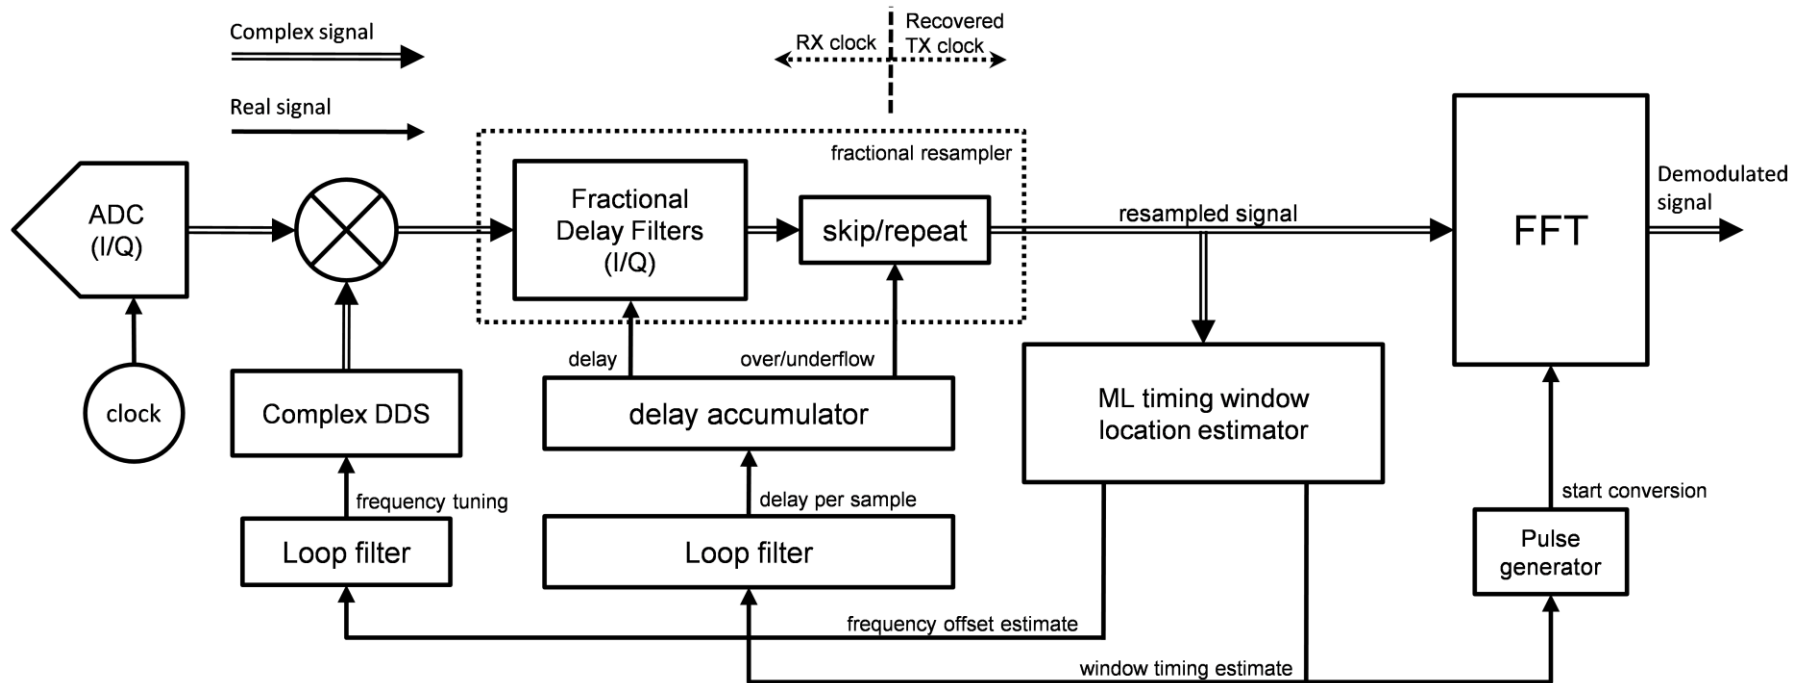 Complex signal
Real signal
RX clock
Recovered
TX clock
fractional resampler
ADC
(I/Q)
Fractional
Delay Filters
(I/Q)
skip/repeat
resampled signal
FFT
Demodulated
signal
delay
over/underflow
clock
Complex DDS
delay accumulator
ML timing window
location estimator
frequency tuning
delay per sample
start conversion
Loop filter
Loop filter
Pulse
generator
frequency offset estimate
window timing estimate